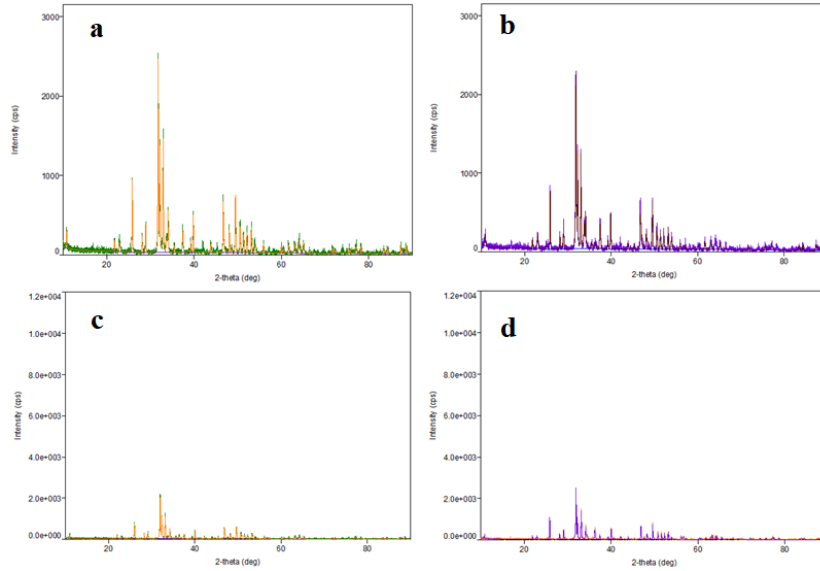 a
Intensity (cps)
3000
2000
1000
0
20
40
60
80
2-theta (deg)
b
Intensity (cps)
3000
2000
1000
0
20
40
60
80
2-theta (deg)
c
Intensity (cps)
1.2e+004
1.0e+004
8.0e+003
6.0e+003
4.0e+003
2.0e+003
0.0e+000
20
40
60
80
2-theta (deg)
d
Intensity (cps)
1.2e+004
1.0e+004
8.0e+003
6.0e+003
4.0e+003
2.0e+003
0.0e+000
20
40
60
80
2-theta (deg)